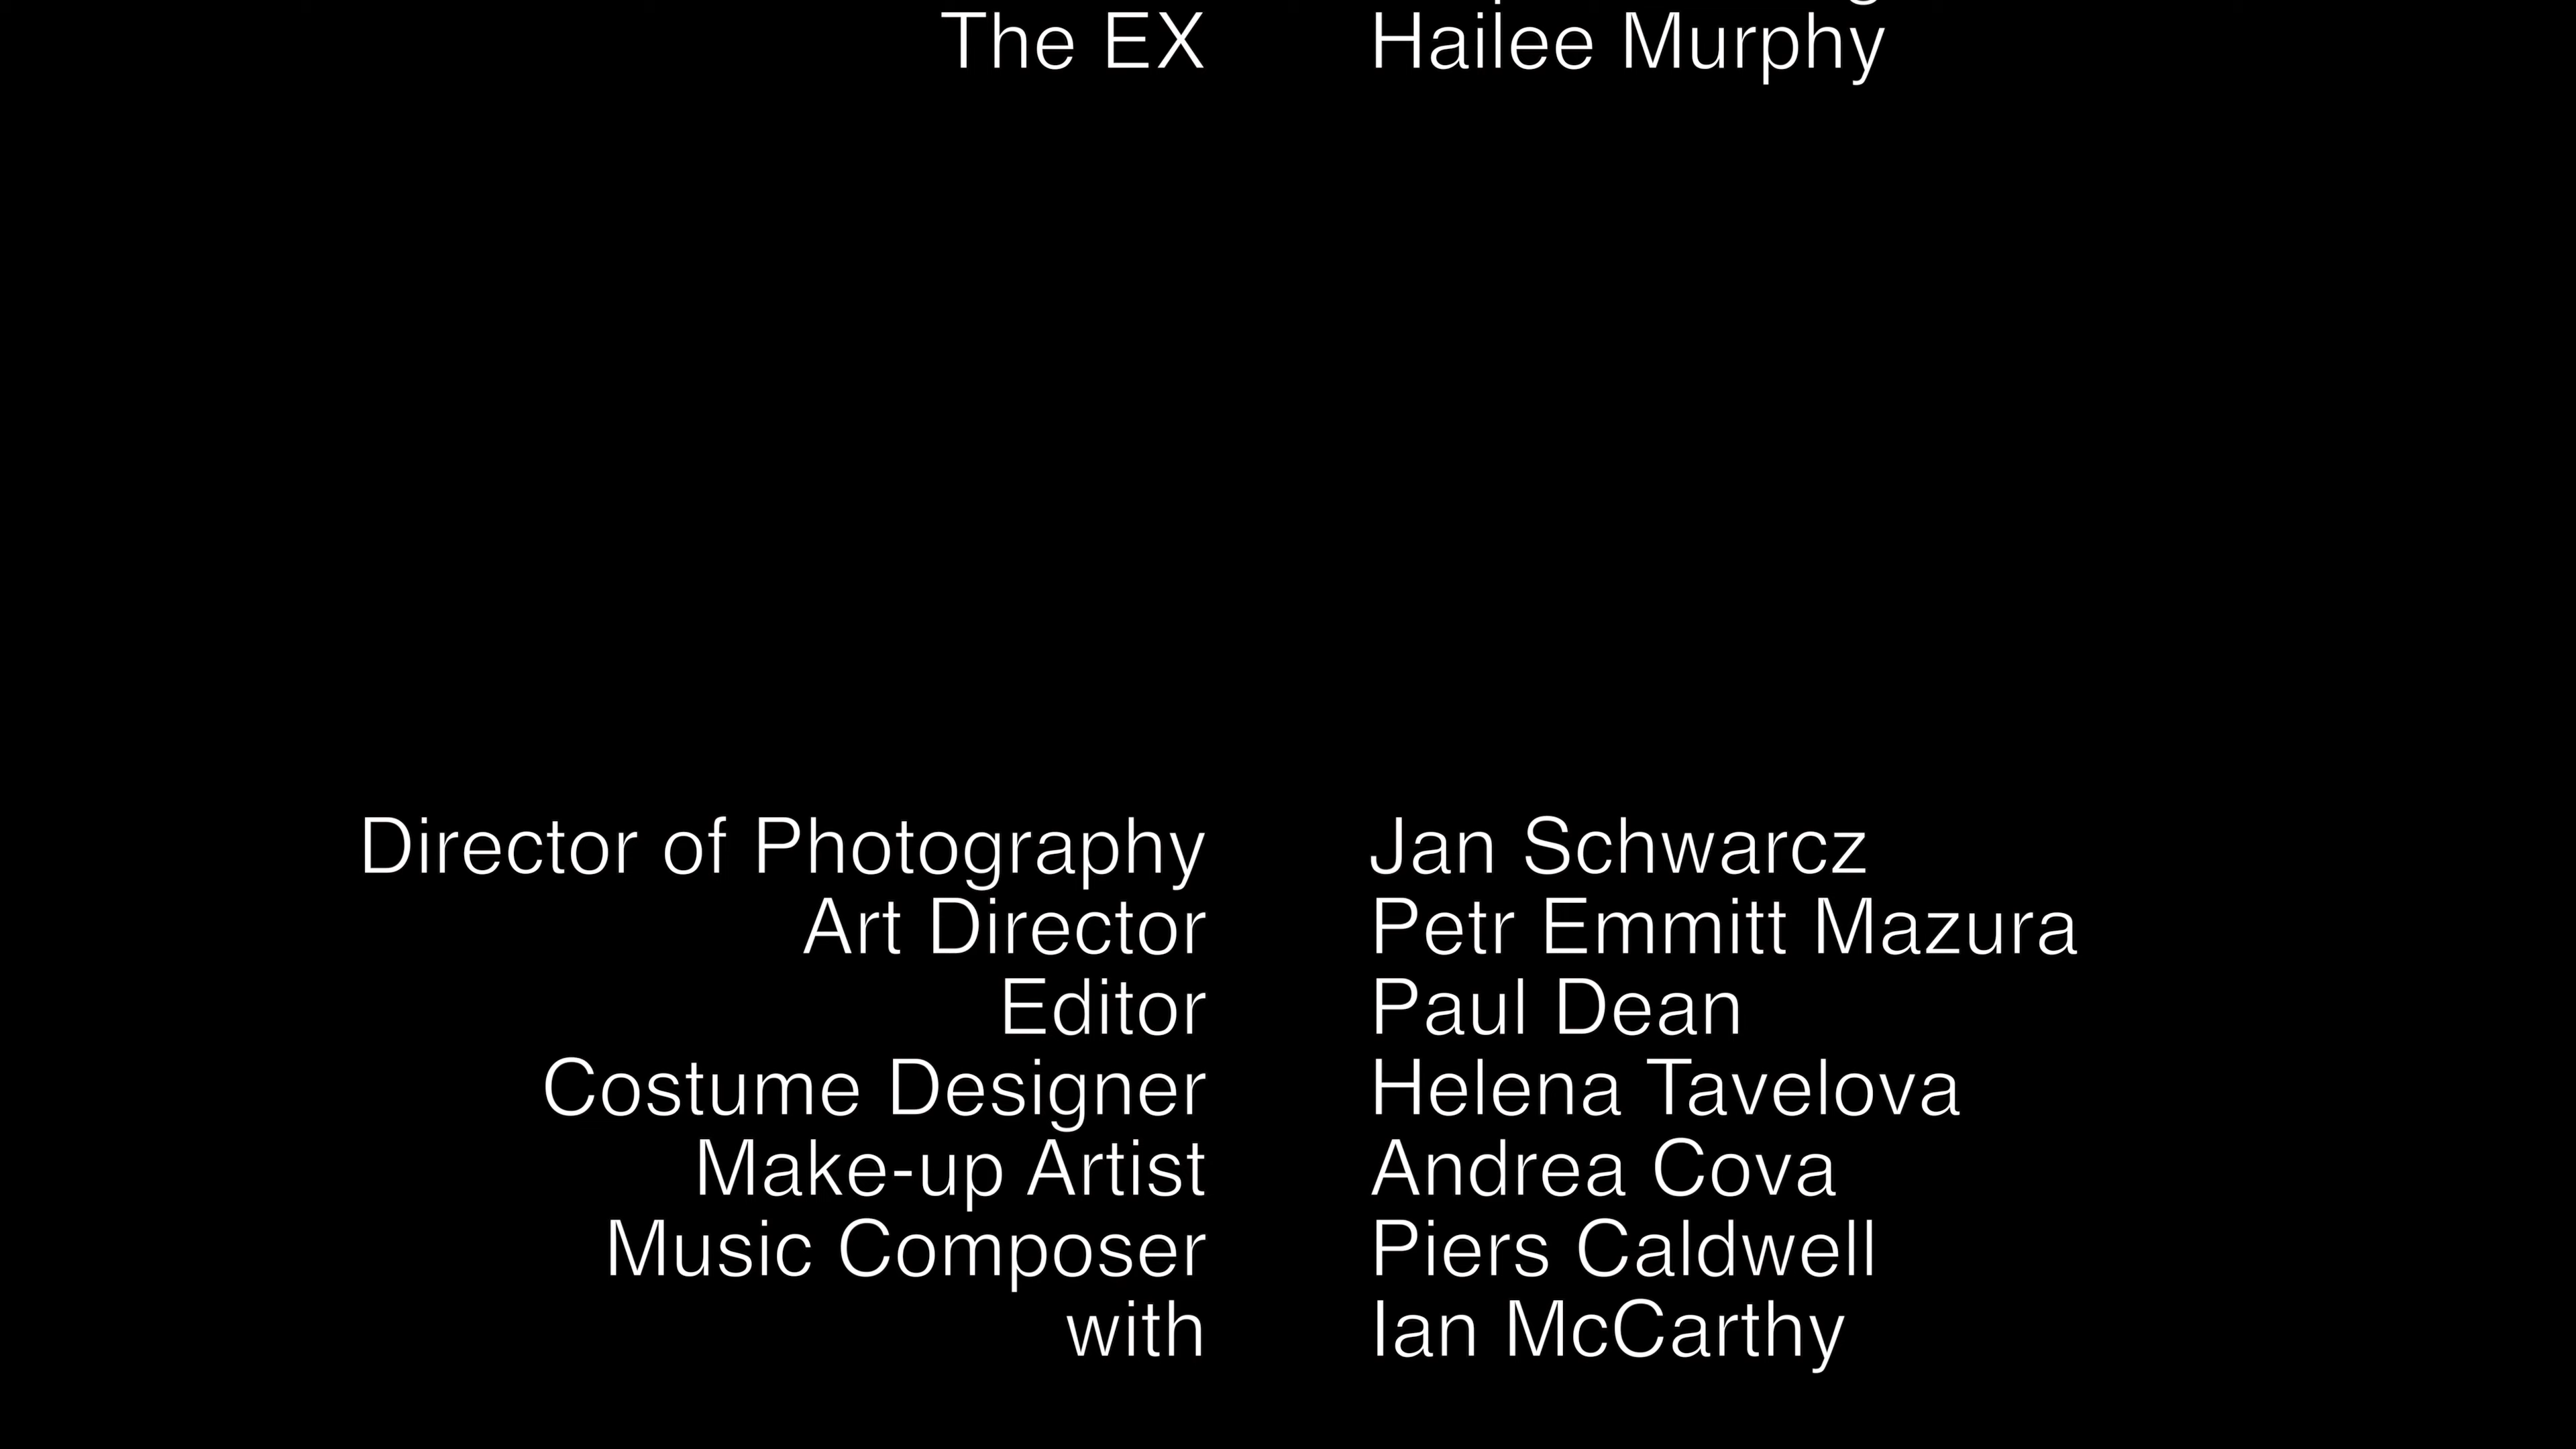 The EX Hailee Murphy
Director of Photography Jan Schwarcz
Art Director Petr Emmitt Mazura
Editor Paul Dean
Costume Designer Helena Tavelova
Make-up Artist Andrea Cova
Music Composer Piers Caldwell
with Ian McCarthy